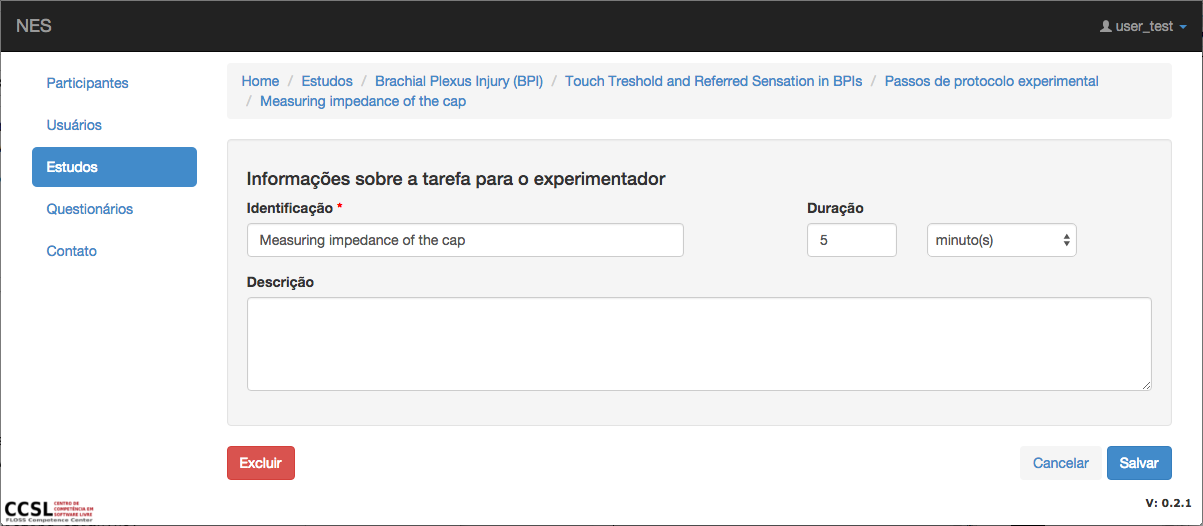 NES
user_test
Participantes
Usuários
Estudos
Questionários
Contato
Home / Estudos / Brachial Plexus Injury (BPI) / Touch Treshold and Referred Sensation in BPIs / Passos de protocolo experimental
/ Measuring impedance of the cap
Informações sobre a tarefa para o experimentador
Identificação *
Duração
Measuring impedance of the cap
5
minuto(s)
Descrição
Excluir
Cancelar
Salvar
CCSL
CENTRO DE
COMPETÊNCIA EM
SOFTWARE LIVRE
FLOSS Competence Center
V: 0.2.1